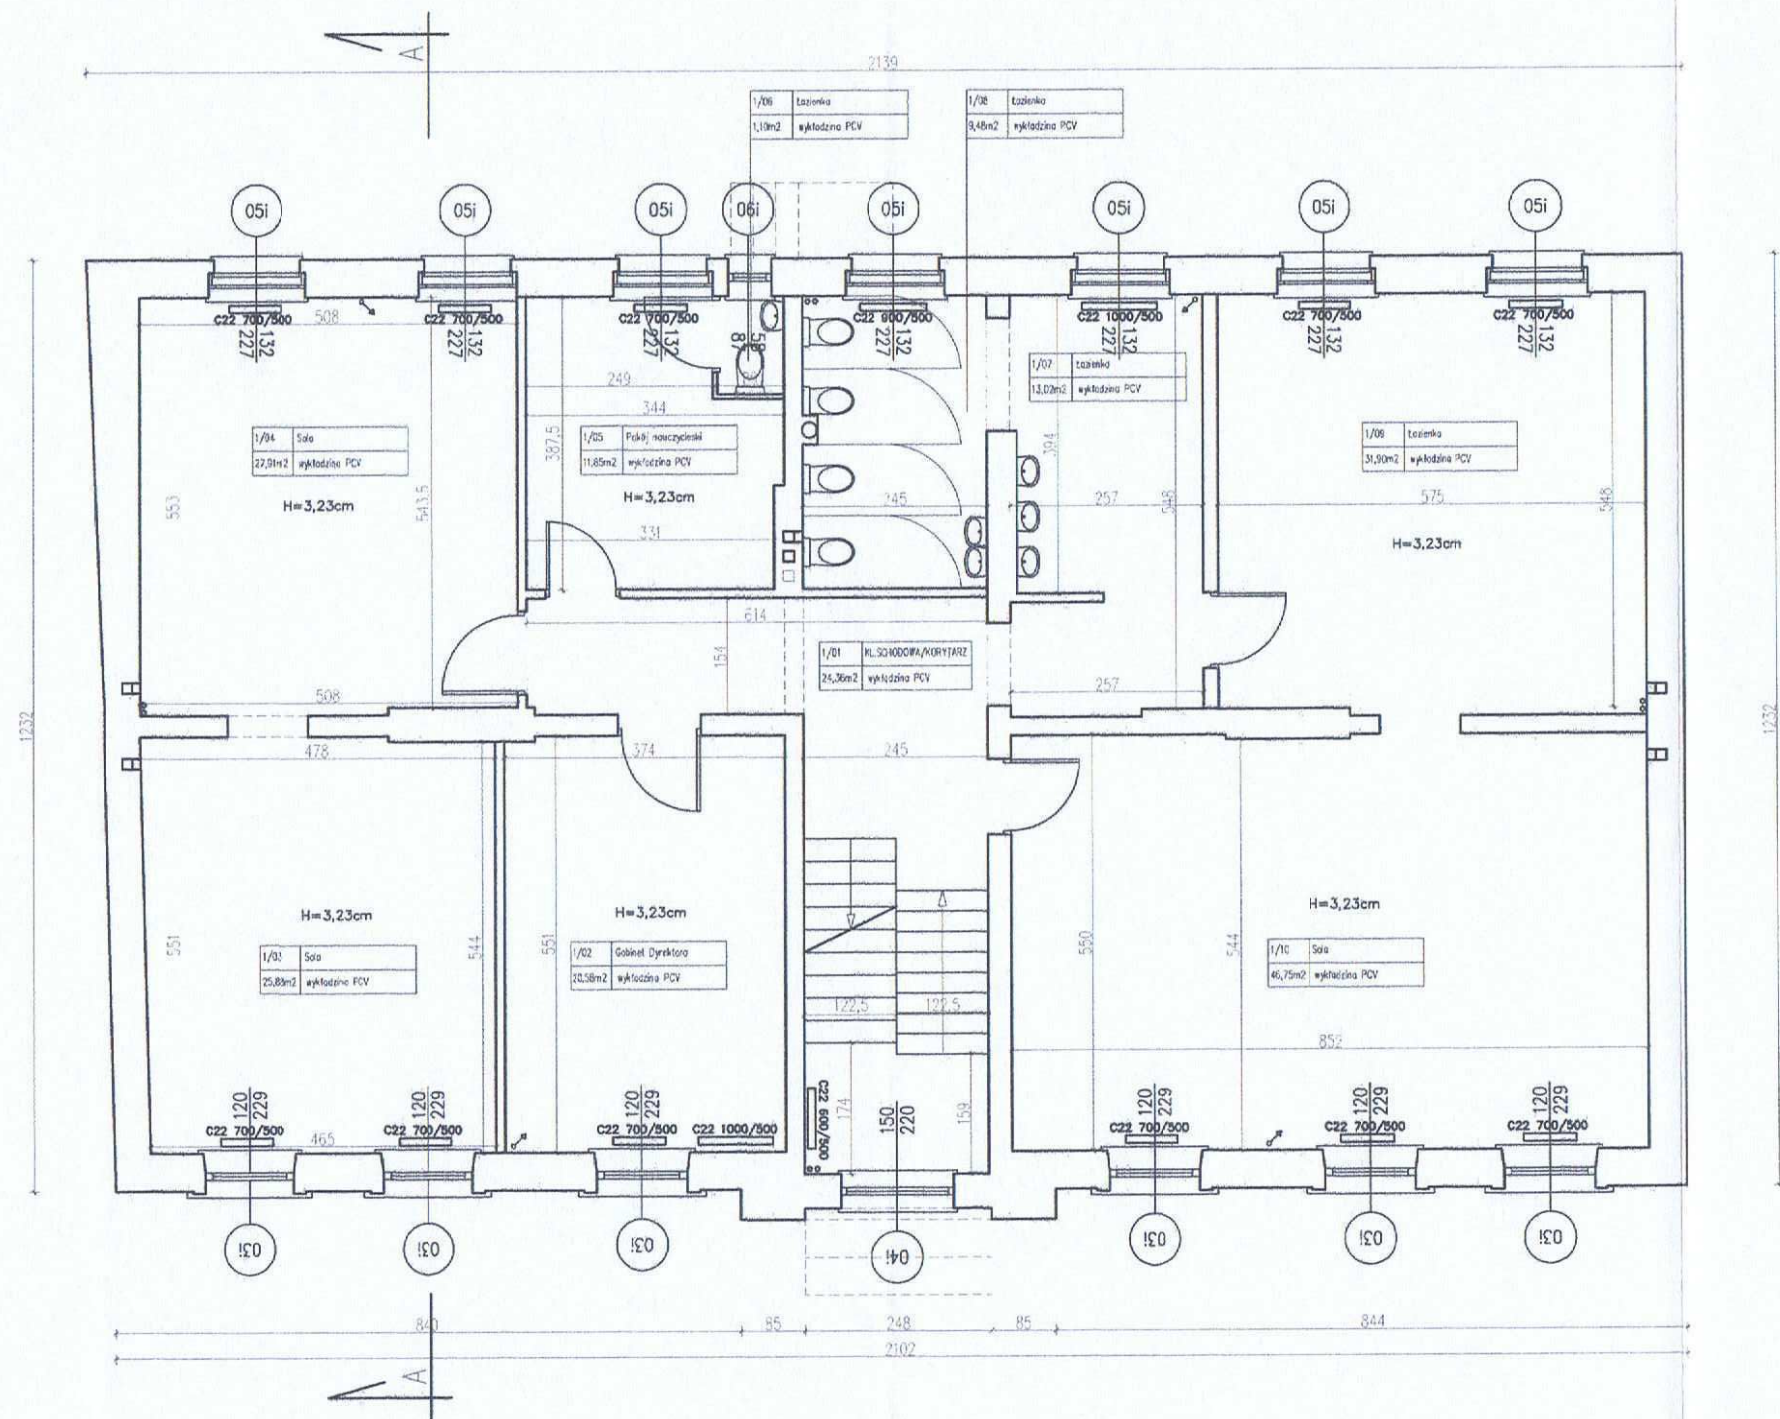 A
2139
1/06 Łazienka
1,10m2 wykładzina PCV
1/08 Łazienka
9,48m2 wykładzina PCV
05i
05i
05i
06i
05i
05i
05i
05i
C22 700/500
C22 700/500
C22 700/500
C22 900/500
C22 1000/500
C22 700/500
C22 700/500
508
132
227
132
227
132
227
58
87
132
227
132
227
132
227
132
227
249
344
387,5
1/07 Łazienka
13,02m2 wykładzina PCV
394
1/04 Sala
27,91m2 wykładzina PCV
H=3,23cm
1/05 Pokój nauczycielski
11,85m2 wykładzina PCV
H=3,23cm
1/09 Łazienka
31,90m2 wykładzina PCV
H=3,23cm
553
543,5
331
245
257
548
575
548
614
154
1/01 KL.SCHODOWA/KORYTARZ
24,36m2 wykładzina PCV
508
257
1232
1232
478
374
245
H=3,23cm
H=3,23cm
H=3,23cm
551
544
551
550
544
1/03 Sala
25,88m2 wykładzina PCV
1/02 Gabinet Dyrektora
20,58m2 wykładzina PCV
1/10 Sala
46,75m2 wykładzina PCV
122,5
122,5
859
174
159
C22 600/500
120
229
120
229
120
229
150
220
120
229
120
229
120
229
C22 700/500
C22 700/500
C22 700/500
C22 1000/500
C22 700/500
C22 700/500
C22 700/500
465
03i
03i
03i
04i
03i
03i
03i
840
85
248
85
844
2102
A